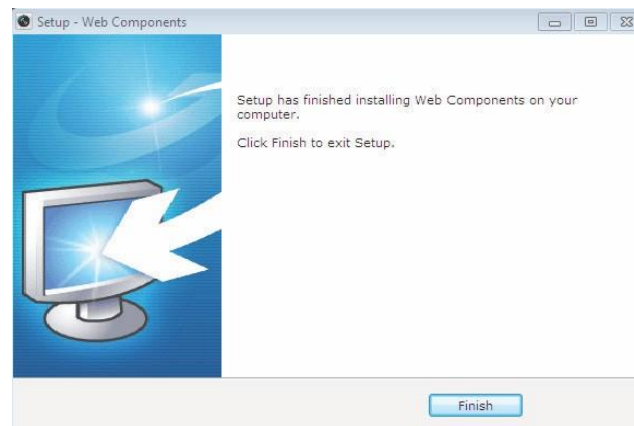 Setup - Web Components
Setup has finished installing Web Components on your
computer.
Click Finish to exit Setup.
Finish